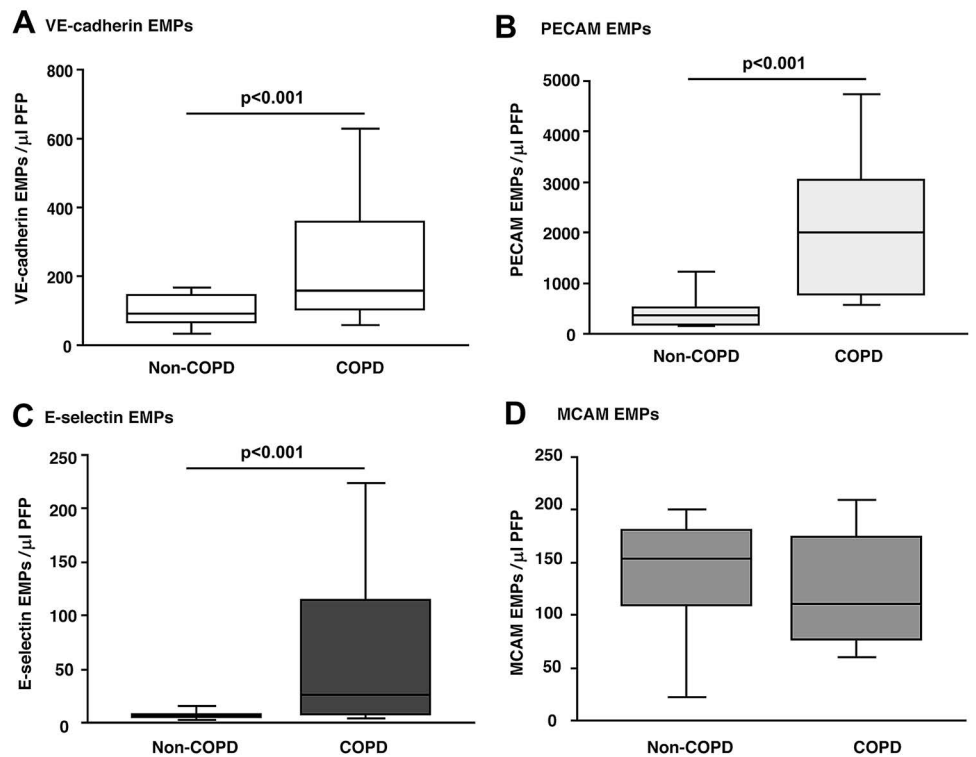 A VE-cadherin EMPs
VE-cadherin EMPs /µl PFP
800
600
400
200
0
p<0.001
Non-COPD COPD
B PECAM EMPs
PECAM EMPs /µl PFP
5000
4000
3000
2000
1000
0
p<0.001
Non-COPD COPD
C E-selectin EMPs
E-selectin EMPs /µl PFP
250
200
150
100
50
0
p<0.001
Non-COPD COPD
D MCAM EMPs
MCAM EMPs /µl PFP
250
200
150
100
50
0
Non-COPD COPD